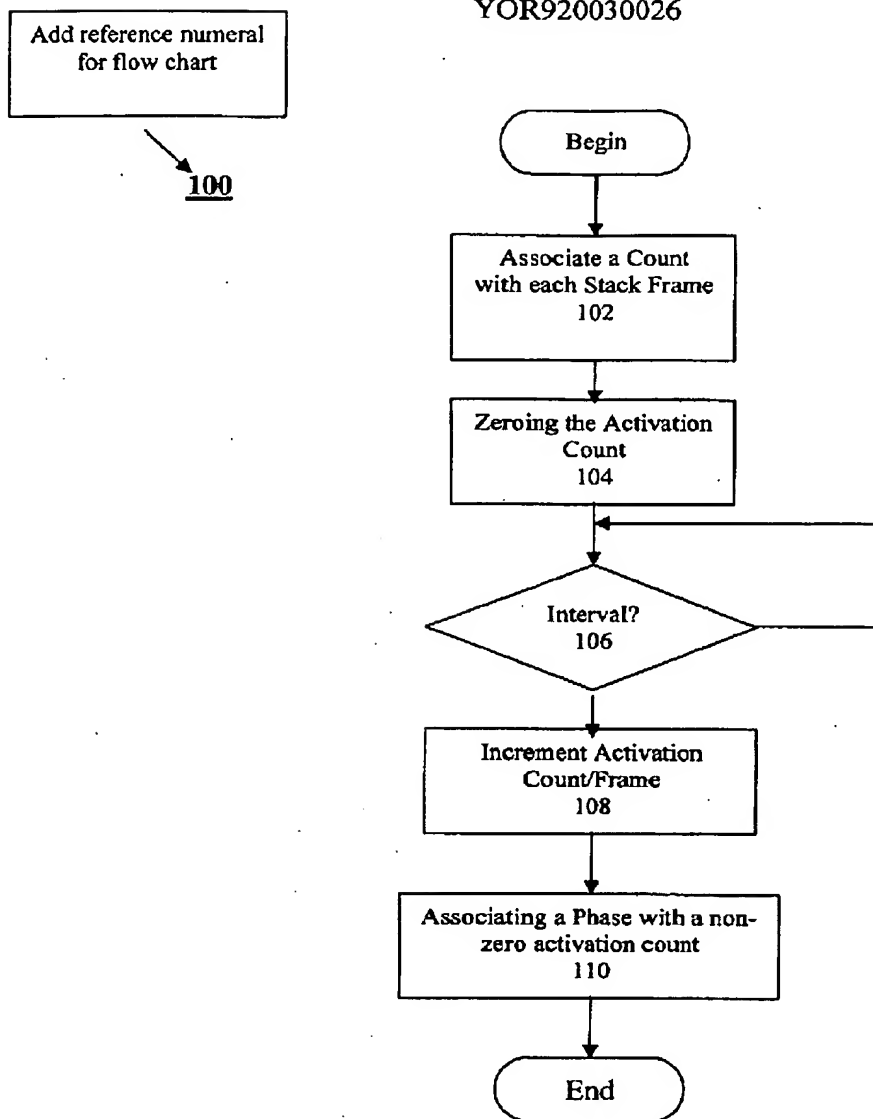 YOR920030026
Add reference numeral
for flow chart
100
Begin
Associate a Count
with each Stack Frame
102
Zeroing the Activation
Count
104
Interval?
106
Increment Activation
Count/Frame
108
Associating a Phase with a non-
zero activation count
110
End